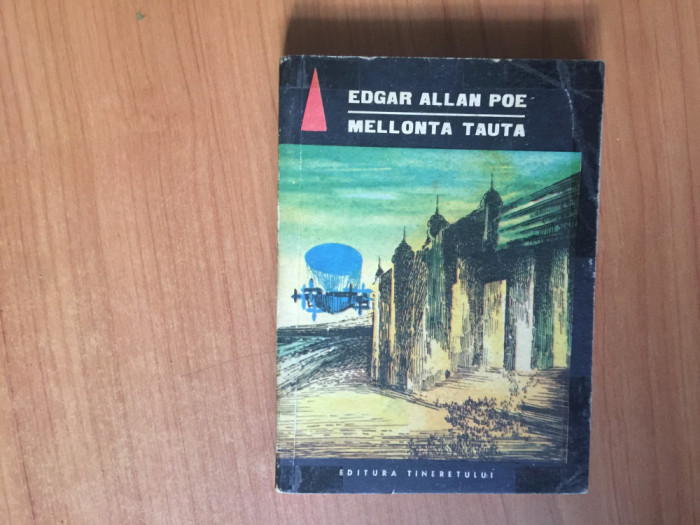 EDGAR ALLAN POE
MELLONTA TAUTA
EDITURA TINERETULUI